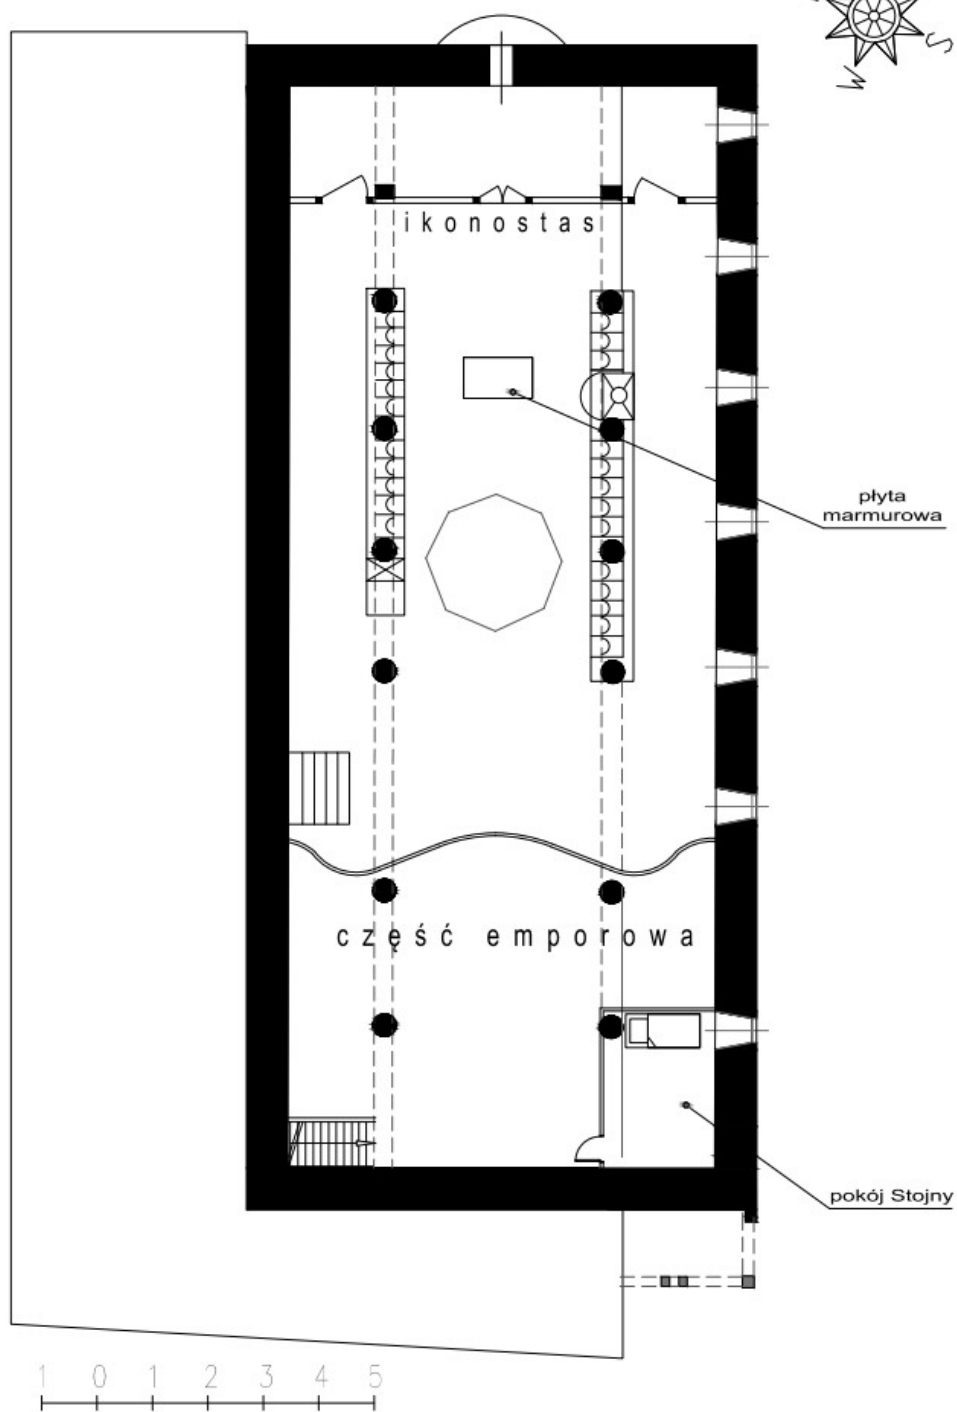 S
W
ikonostas
płyta
marmurowa
część emporowa
pokój Stojny
1 0 1 2 3 4 5